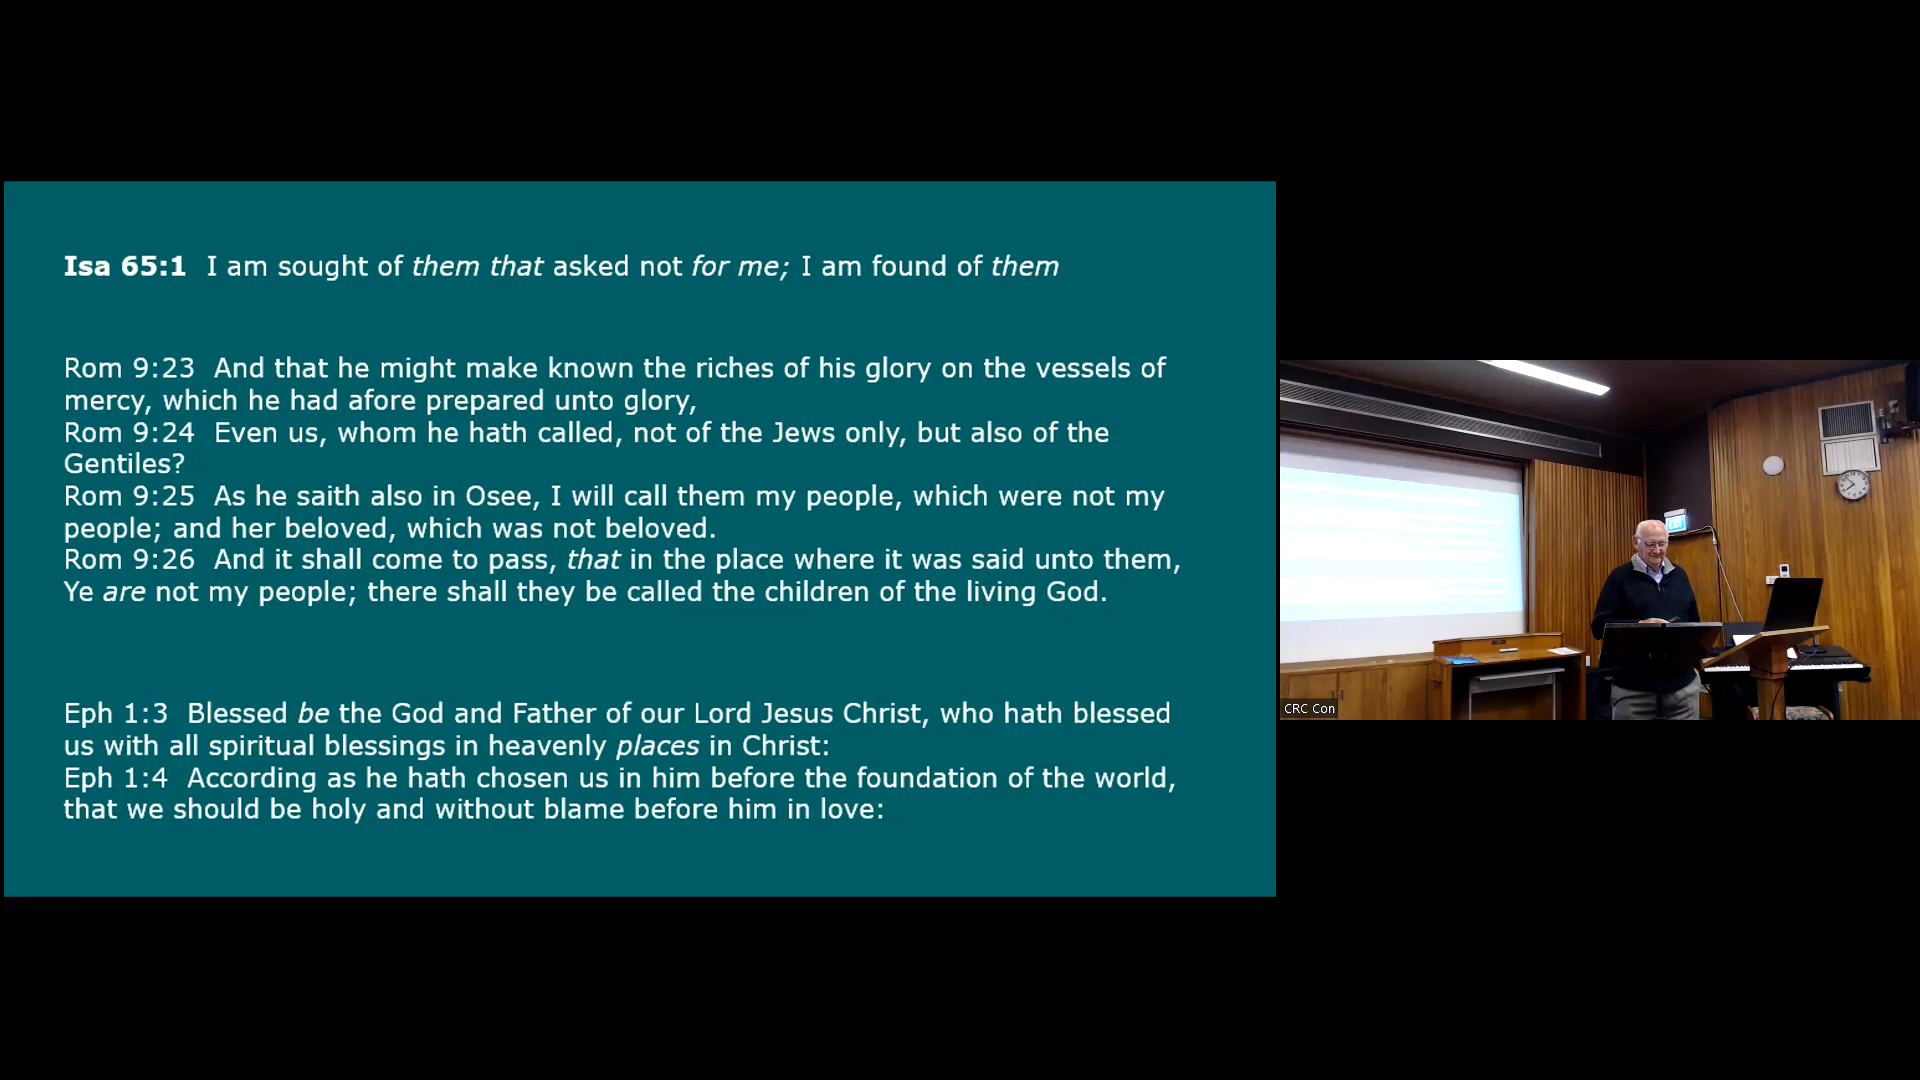 Isa 65:1 I am sought of them that asked not for me; I am found of them
Rom 9:23 And that he might make known the riches of his glory on the vessels of
mercy, which he had afore prepared unto glory,
Rom 9:24 Even us, whom he hath called, not of the Jews only, but also of the
Gentiles?
Rom 9:25 As he saith also in Osee, I will call them my people, which were not my
people; and her beloved, which was not beloved.
Rom 9:26 And it shall come to pass, that in the place where it was said unto them,
Ye are not my people; there shall they be called the children of the living God.
Eph 1:3 Blessed be the God and Father of our Lord Jesus Christ, who hath blessed
us with all spiritual blessings in heavenly places in Christ:
Eph 1:4 According as he hath chosen us in him before the foundation of the world,
that we should be holy and without blame before him in love:
EXIT
CRC Con